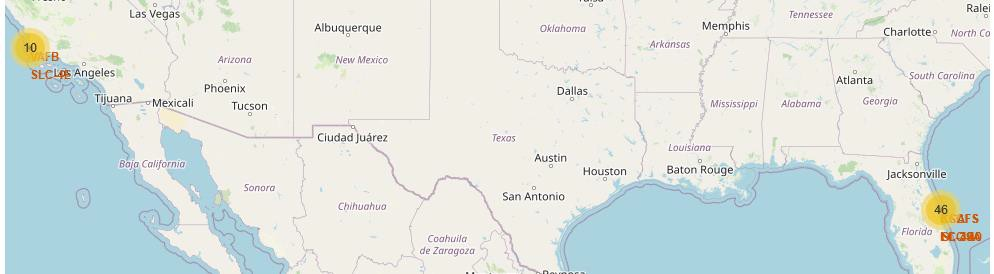 Las Vegas
Albuquerque
Oklahoma
Memphis
Tennessee
Charlotte
10
Arizona
New Mexico
Arkansas
Los Angeles
Phoenix
Atlanta
South Carolina
Tijuana
Mexicali
Tucson
Dallas
Mississippi
Alabama
Georgia
Ciudad Juárez
Texas
Louisiana
Baja California
Austin
Houston
Baton Rouge
Jacksonville
Sonora
Chihuahua
San Antonio
46
Florida
Coahuila
de Zaragoza